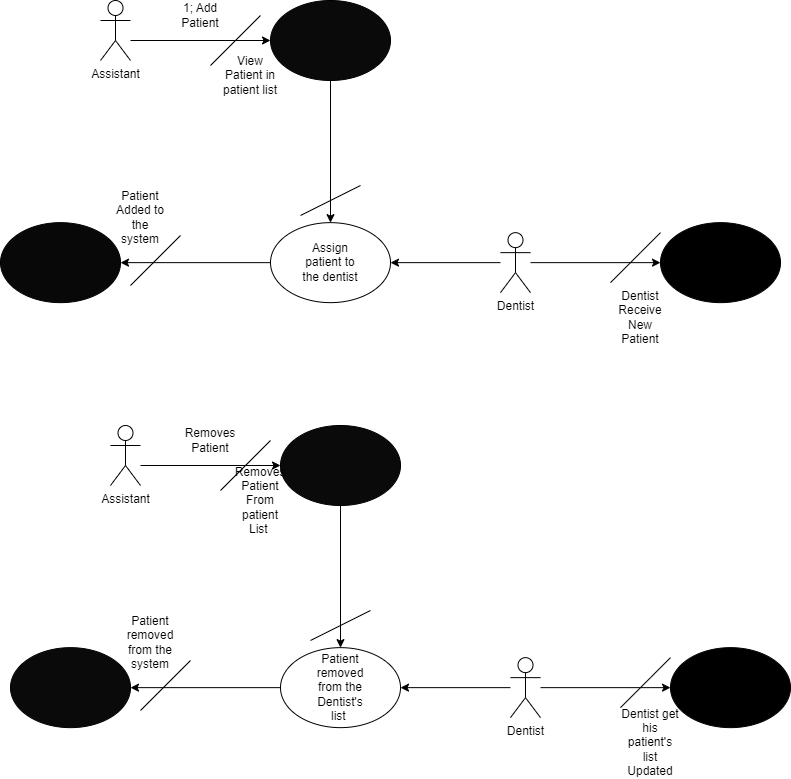 1; Add
Patient
Assistant
View
Patient in
patient list
Patient
Added to
the
system
Assign
patient to
the dentist
Dentist
Dentist
Receive
New
Patient
Removes
Patient
Assistant
Removes
Patient
From
patient
List
Patient
removed
from the
system
Patient
removed
from the
Dentist's
list
Dentist
Dentist get
his
patient's
list
Updated